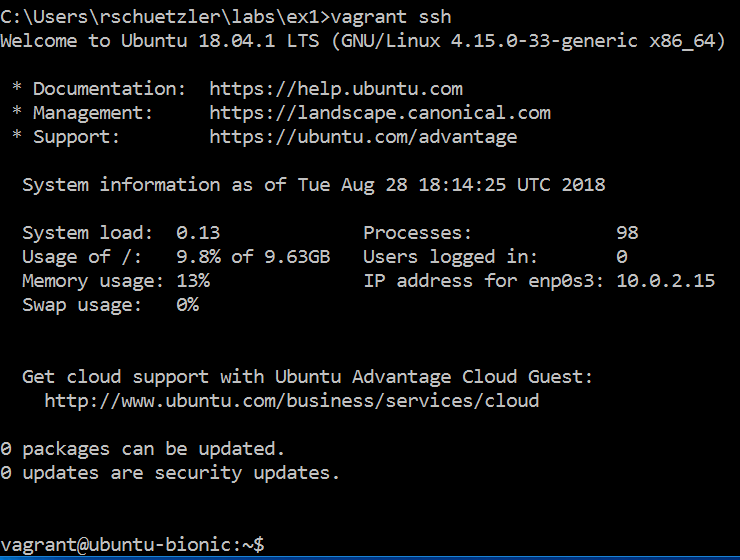 C:\Users\rschuetzler\labs\ex1>vagrant ssh
Welcome to Ubuntu 18.04.1 LTS (GNU/Linux 4.15.0-33-generic x86_64)

 * Documentation:  https://help.ubuntu.com
 * Management:     https://landscape.canonical.com
 * Support:        https://ubuntu.com/advantage

  System information as of Tue Aug 28 18:14:25 UTC 2018

  System load:  0.13             Processes:             98
  Usage of /:   9.8% of 9.63GB   Users logged in:       0
  Memory usage: 13%              IP address for enp0s3: 10.0.2.15
  Swap usage:   0%


  Get cloud support with Ubuntu Advantage Cloud Guest:
    http://www.ubuntu.com/business/services/cloud

0 packages can be updated.
0 updates are security updates.


vagrant@ubuntu-bionic:~$